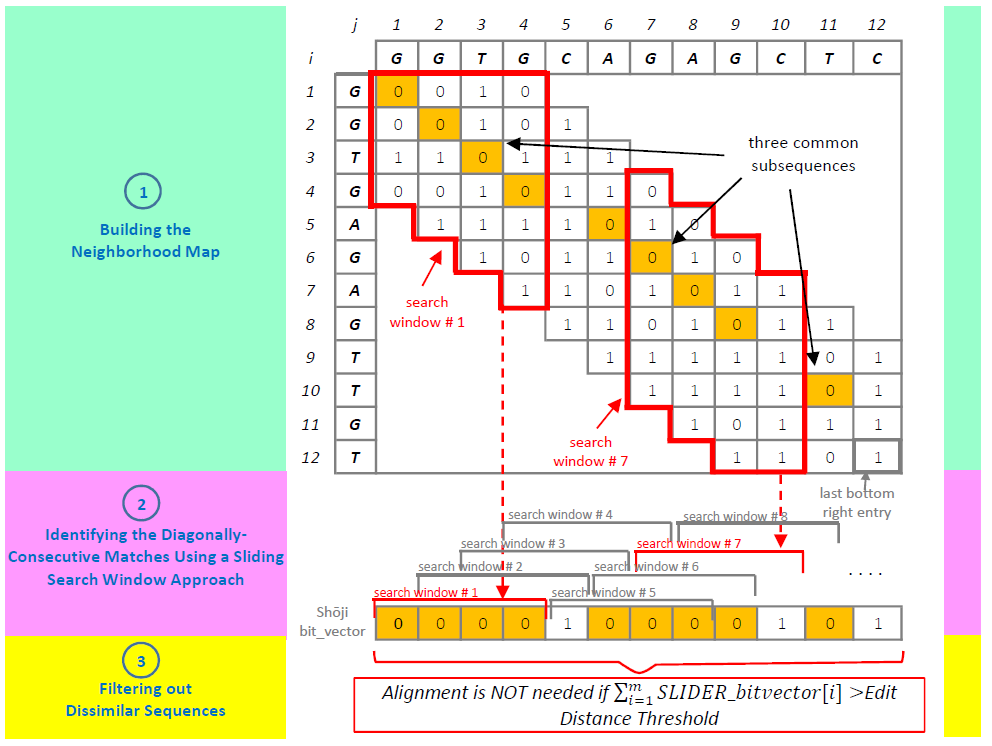 j 1 2 3 4 5 6 7 8 9 10 11 12
i G G T G C A G A G C T C
1 G 0 0 1 0
2 G 0 0 1 0 1
3 T 1 1 0 1 1 1
4 G 0 0 1 0 1 1 0
5 A 1 1 1 1 0 1 0
6 G 1 0 1 1 0 1 0
7 A 1 1 0 1 0 1 1
8 G 1 1 0 1 0 1 1
9 T 1 1 1 1 1 0 1
10 T 1 1 1 1 0 1
11 G 1 0 1 1 1
12 T 1 1 0 1
three common
subsequences
search
window # 1
search
window # 7
last bottom
right entry
1
Building the
Neighborhood Map
2
Identifying the Diagonally-
Consecutive Matches Using a Sliding
Search Window Approach
search window # 4
search window # 8
search window # 3
search window # 7
search window # 2
search window # 6
. . . .
search window # 1
search window # 5
Shōji
bit_vector
0 0 0 0 1 0 0 0 0 1 0 1
3
Filtering out
Dissimilar Sequences
Alignment is NOT needed if ∑ᵐᵢ₌₁ SLIDER_bitvector[i] >Edit
Distance Threshold